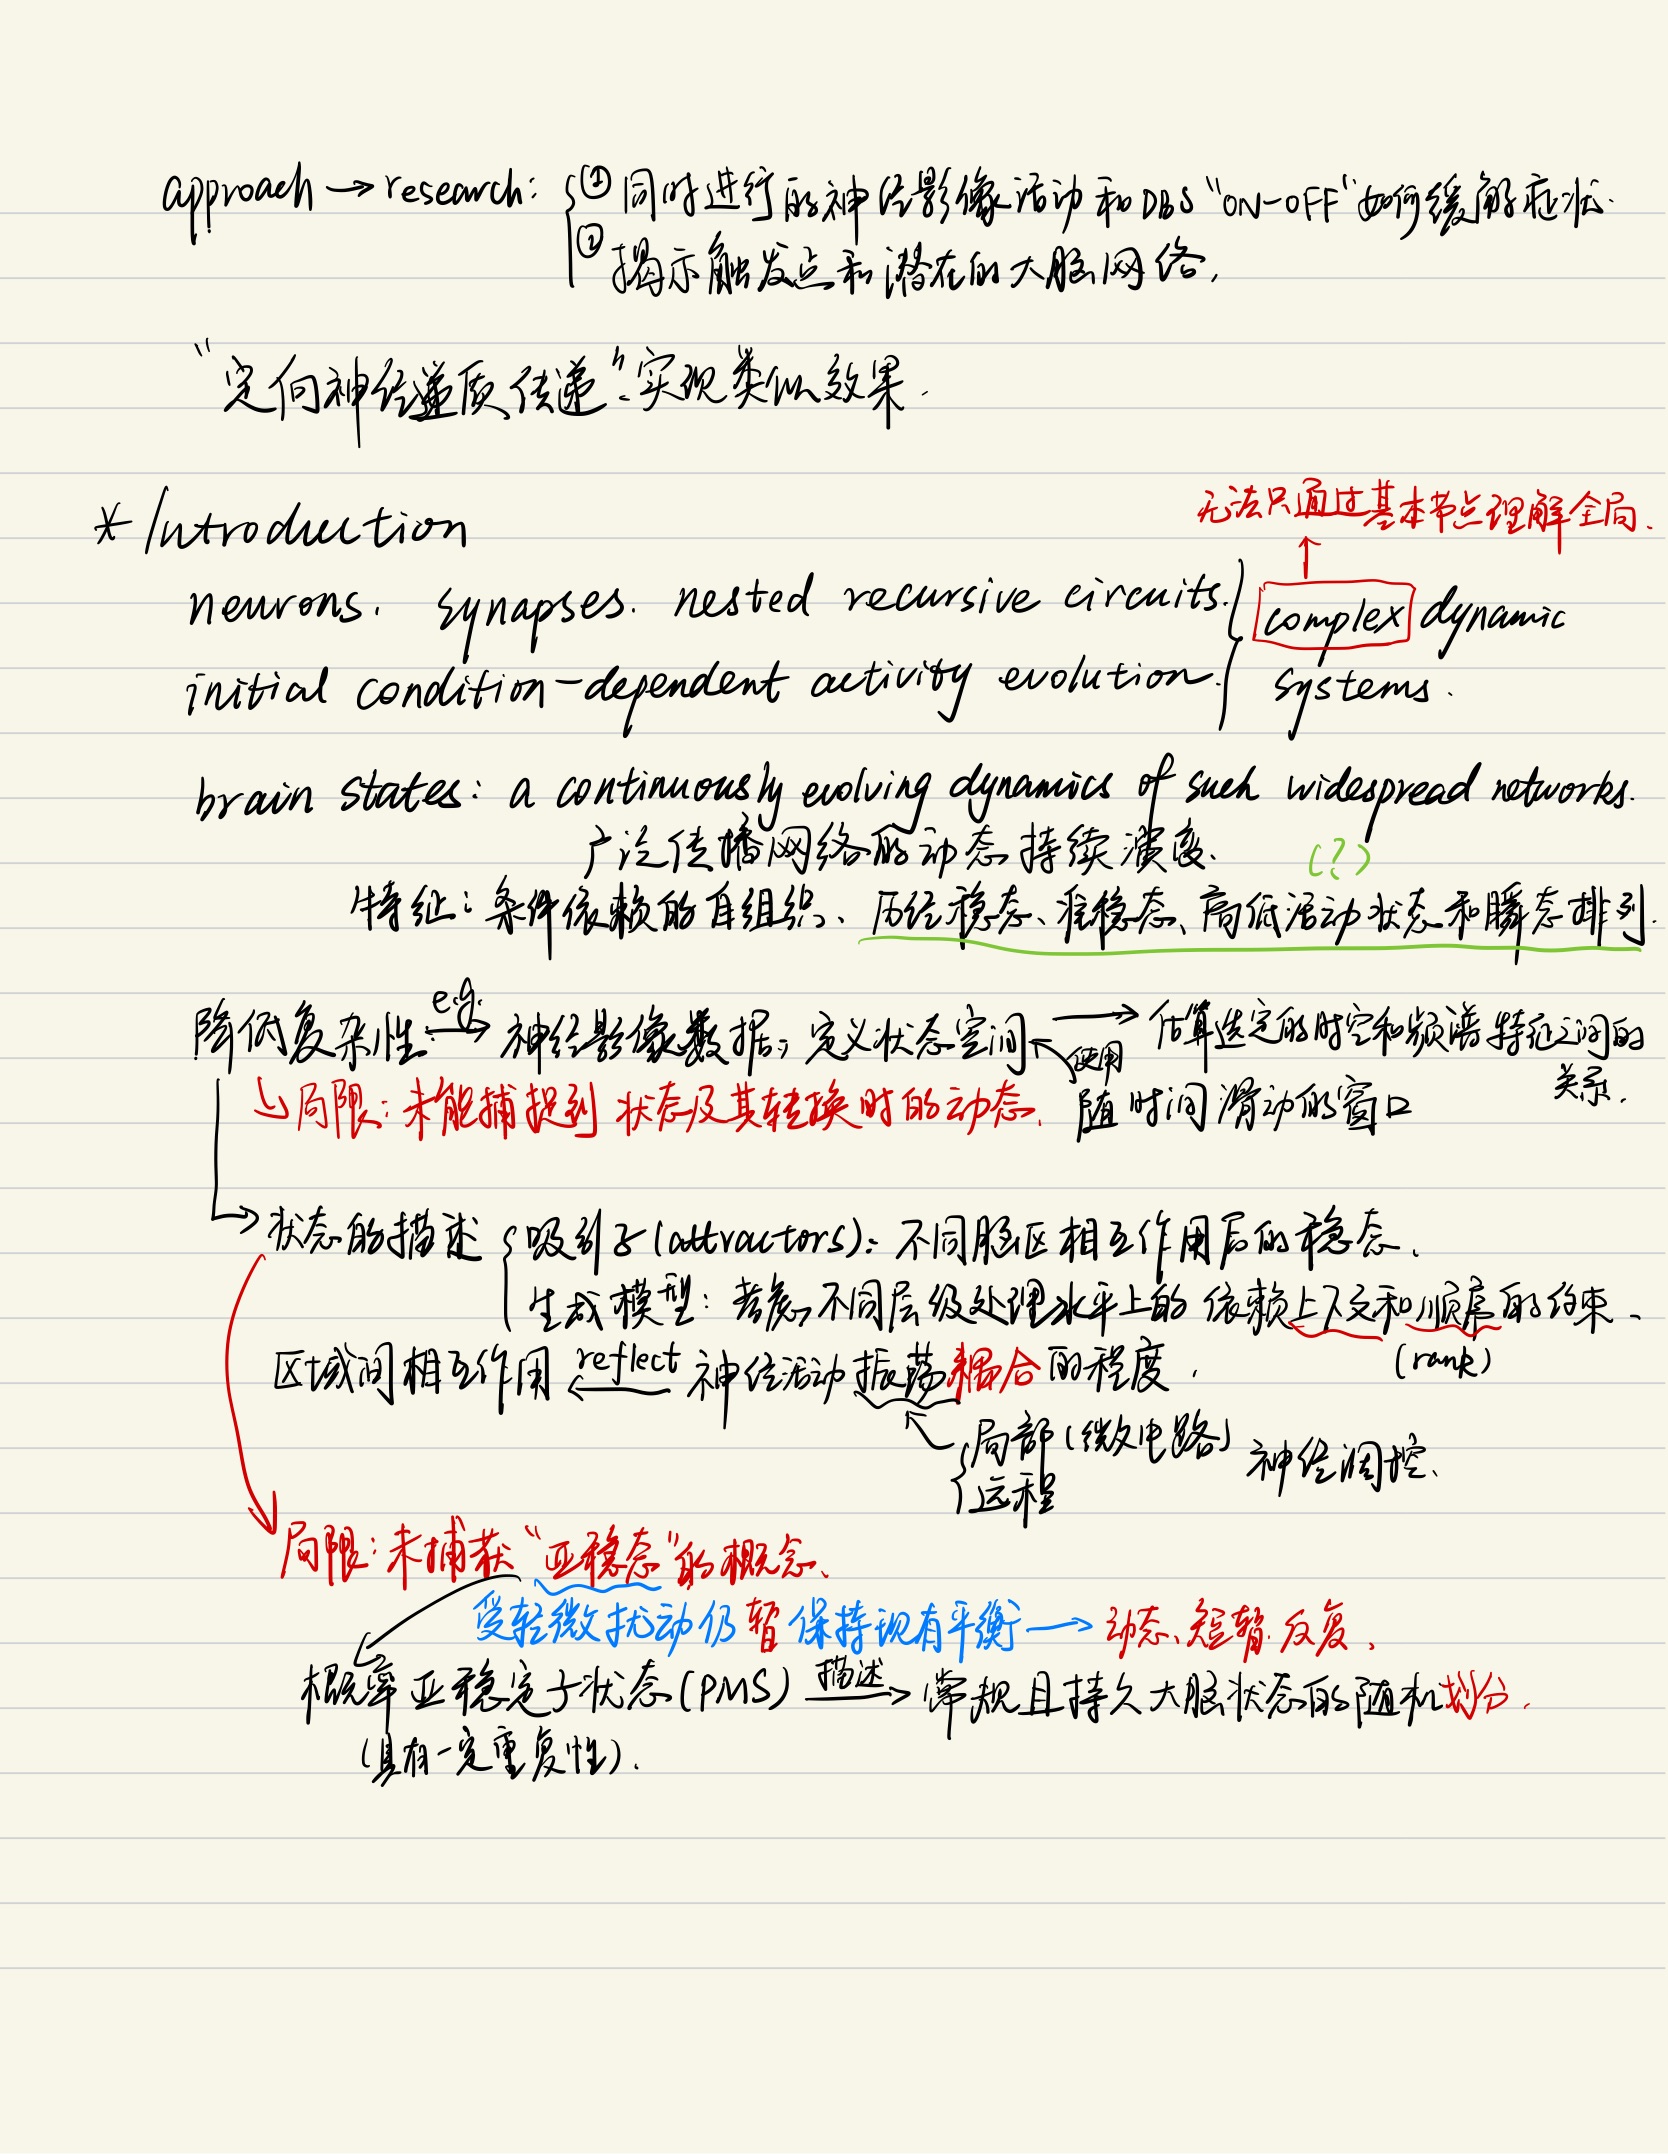 approach → research: ① 同时进行的神经影像活动和DBS "ON-OFF" 如何缓解症状.
② 揭示触发点和潜在的大脑网络.
"定向神经递质传递": 实现类似效果.
无法只通过基本节点理解全局.
* Introduction
neurons. synapses. nested recursive circuits. complex dynamic
initial condition-dependent activity evolution. systems.
brain states: a continuously evolving dynamics of such widespread networks.
广泛传播网络的动态持续演变. (?)
特征: 条件依赖的自组织、历经稳态、准稳态、高低活动状态和瞬态排列.
降低复杂性 e.g. → 神经影像数据; 定义状态空间 → 估算选定的时空和频谱特征之间的
使用 关系.
↳ 局限: 未能捕捉到 状态及其转换时的动态. 随时间滑动的窗口
→ 状态的描述 { 吸引子(attractors): 不同脑区相互作用后的稳态.
生成模型: 考虑不同层级处理水平上的依赖上下文和顺序的约束.
区域间相互作用 ← reflect 神经活动振荡耦合的程度. (rank)
局部(微电路) 神经调控.
远程
局限: 未捕获"亚稳态"的概念.
受轻微扰动仍暂保持现有平衡 → 动态、短暂. 反复.
概率亚稳定子状态(PMS) 描述→ 常规且持久大脑状态的随机划分.
(具有一定重复性).